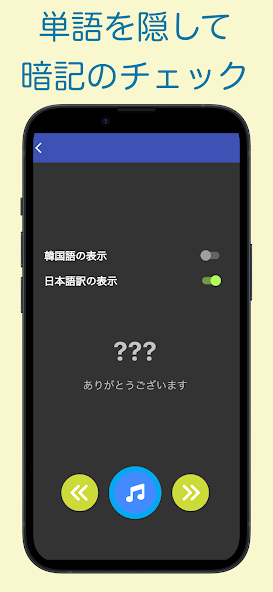 単語を隠して
暗記のチェック
韓国語の表示
日本語訳の表示
???
ありがとうございます